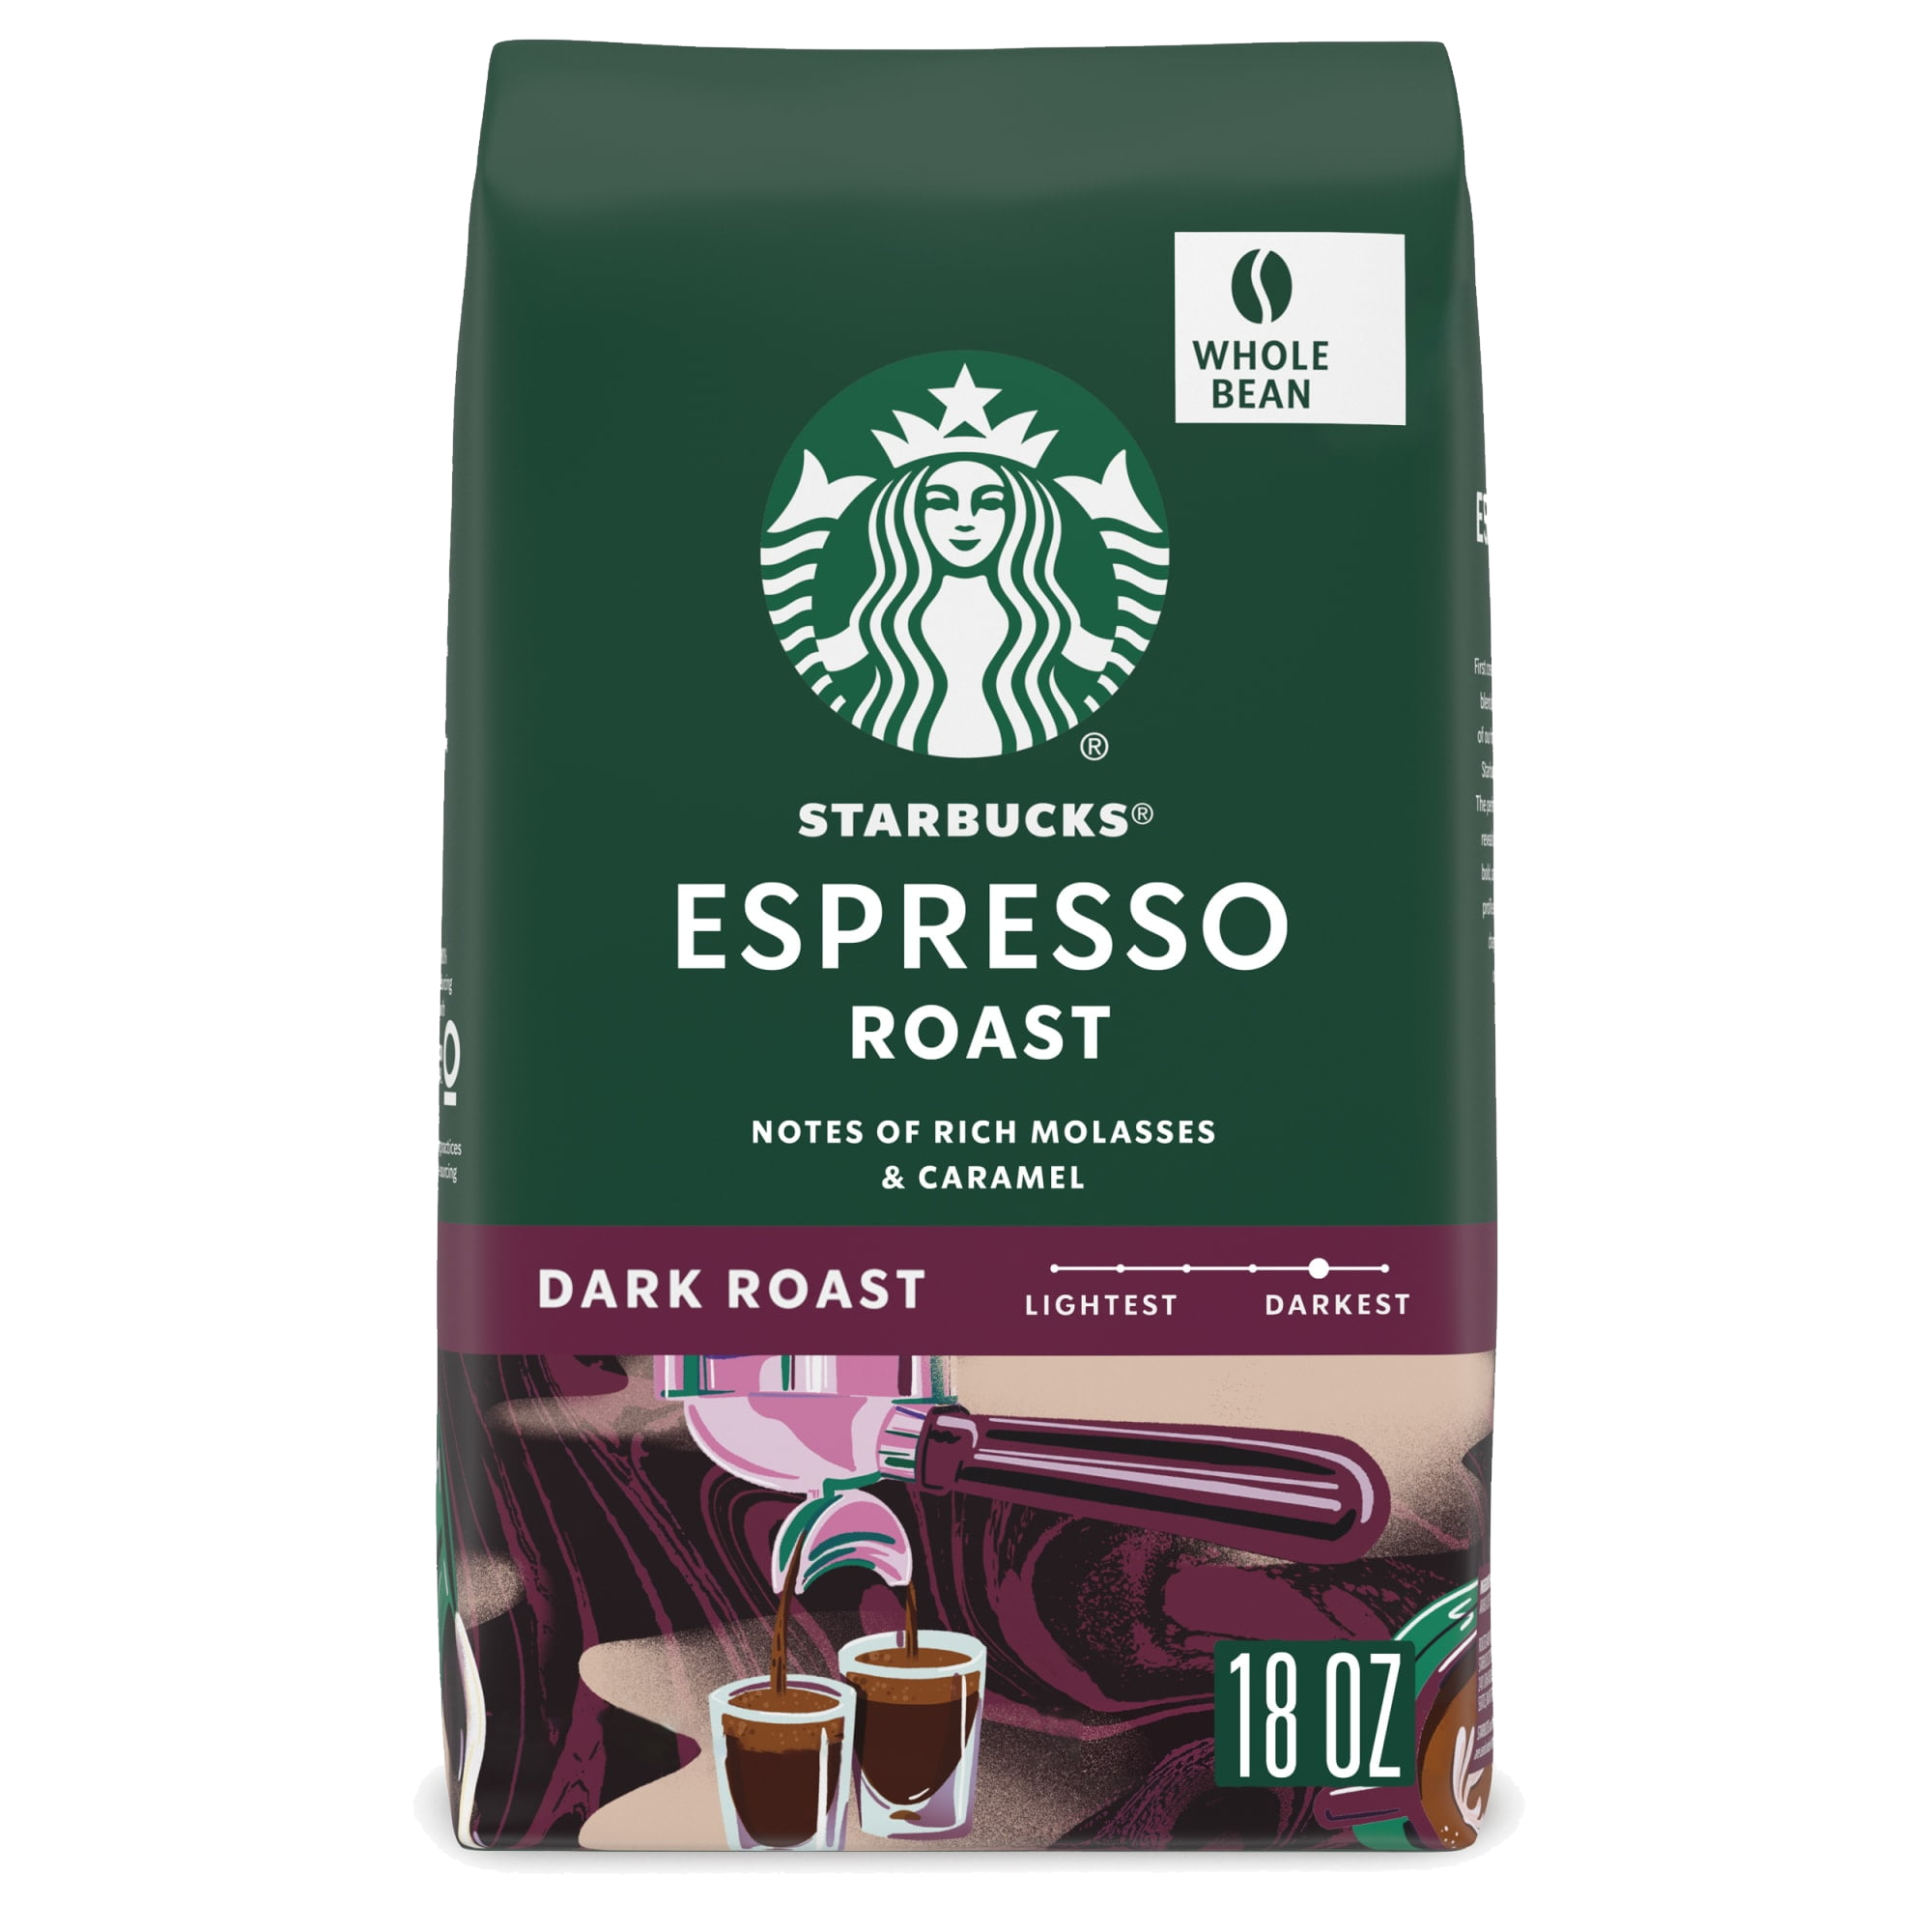 WHOLE
BEAN
®
STARBUCKS®
ESPRESSO
ROAST
NOTES OF RICH MOLASSES
& CARAMEL
DARK ROAST
LIGHTEST
DARKEST
18 OZ